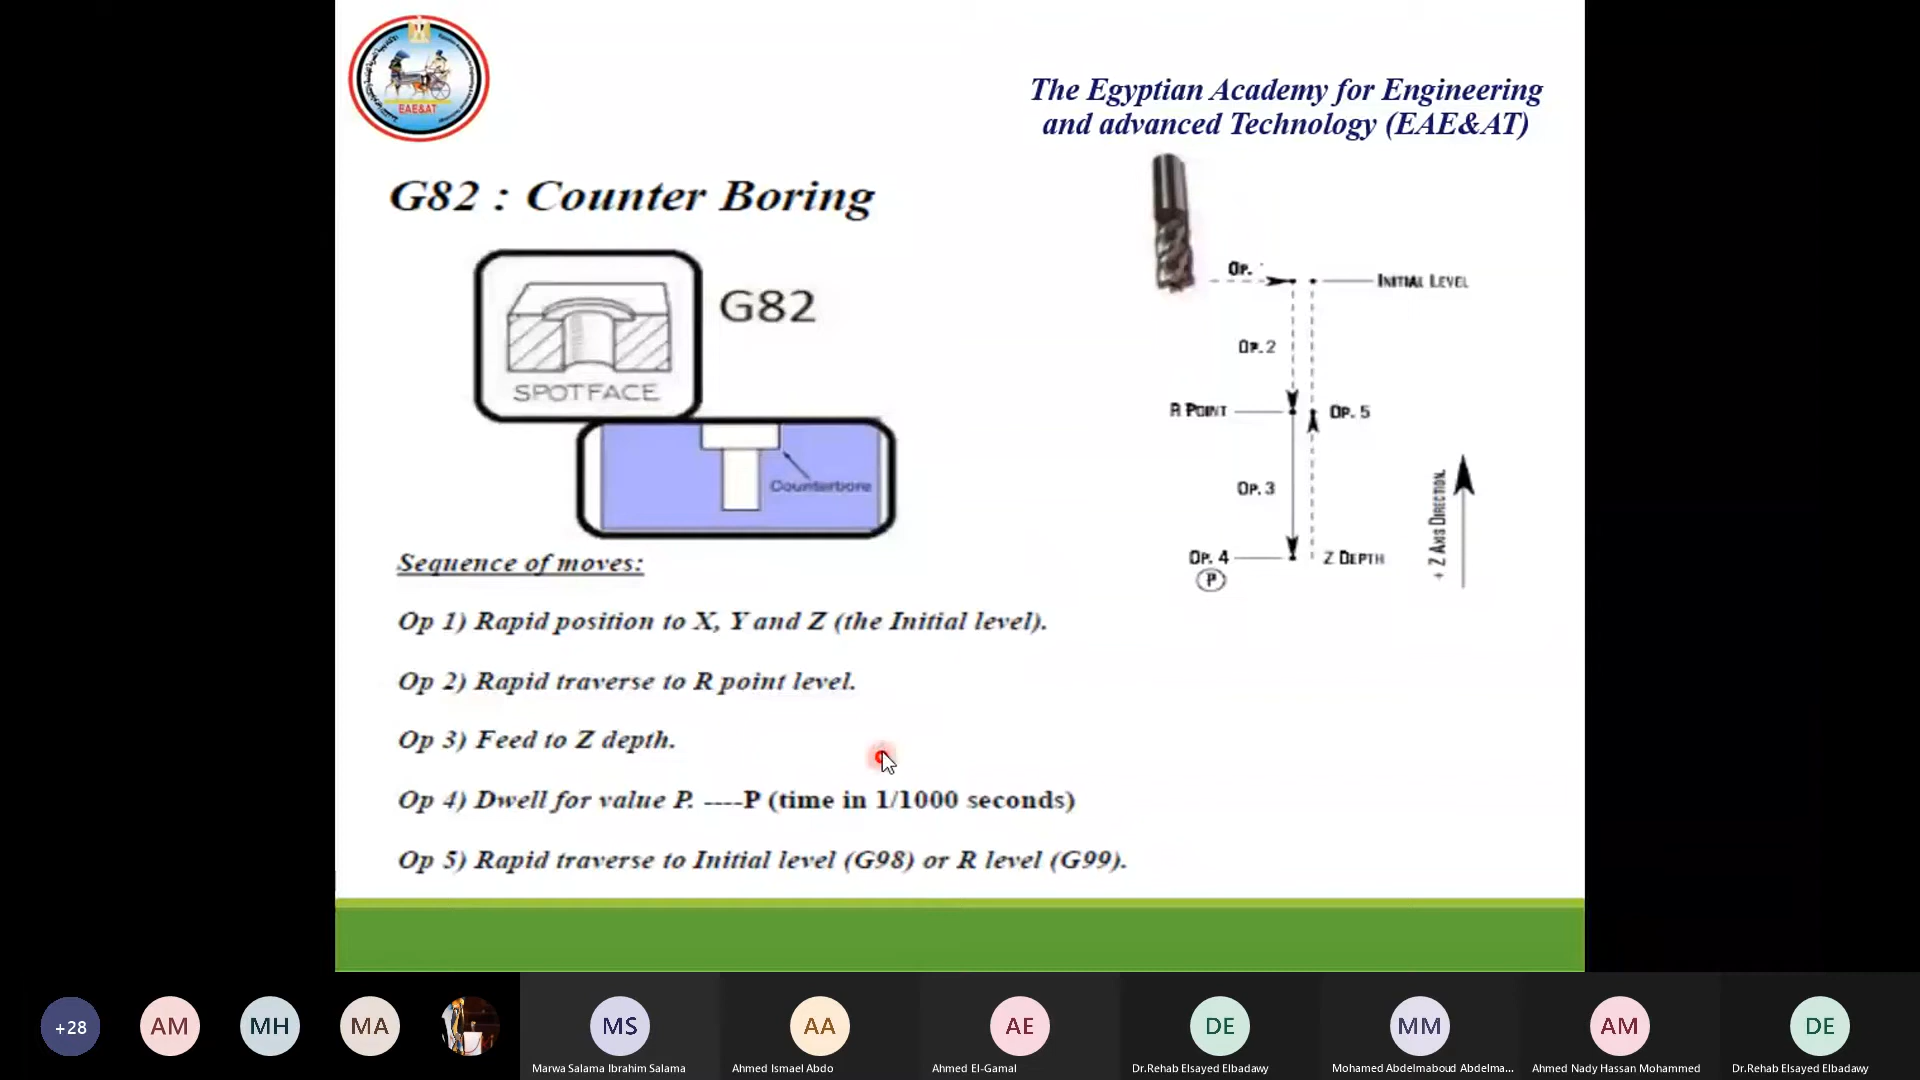 EAE&AT
The Egyptian Academy for Engineering
and advanced Technology (EAE&AT)
G82 : Counter Boring
G82
SPOTFACE
Counterbore
OP.
INITIAL LEVEL
OP. 2
R POINT
OP. 5
OP. 3
OP. 4
P
Z DEPTH
+ Z AXIS DIRECTION
Sequence of moves:
Op 1) Rapid position to X, Y and Z (the Initial level).
Op 2) Rapid traverse to R point level.
Op 3) Feed to Z depth.
Op 4) Dwell for value P. ----P (time in 1/1000 seconds)
Op 5) Rapid traverse to Initial level (G98) or R level (G99).
+28
AM
MH
MA
MS
AA
AE
DE
MM
AM
DE
Marwa Salama Ibrahim Salama
Ahmed Ismael Abdo
Ahmed El-Gamal
Dr.Rehab Elsayed Elbadawy
Mohamed Abdelmaboud Abdelma...
Ahmed Nady Hassan Mohammed
Dr.Rehab Elsayed Elbadawy